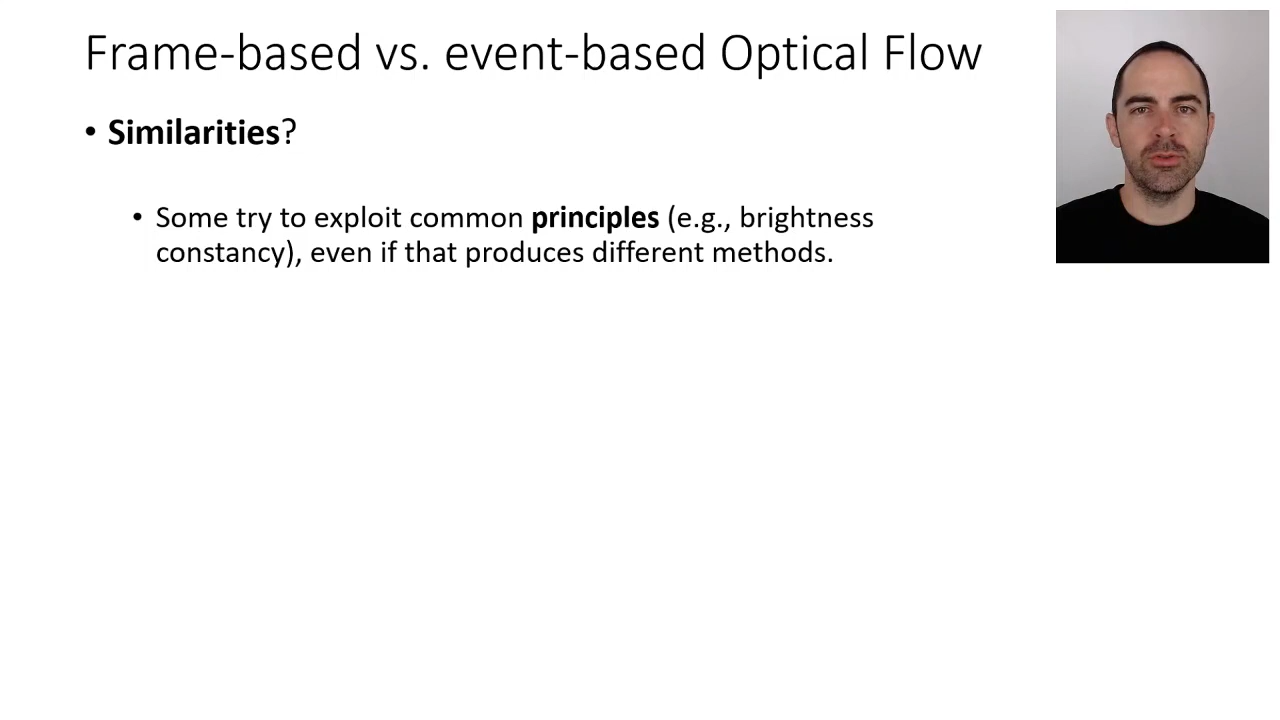 Frame-based vs. event-based Optical Flow
• Similarities?
• Some try to exploit common principles (e.g., brightness
constancy), even if that produces different methods.